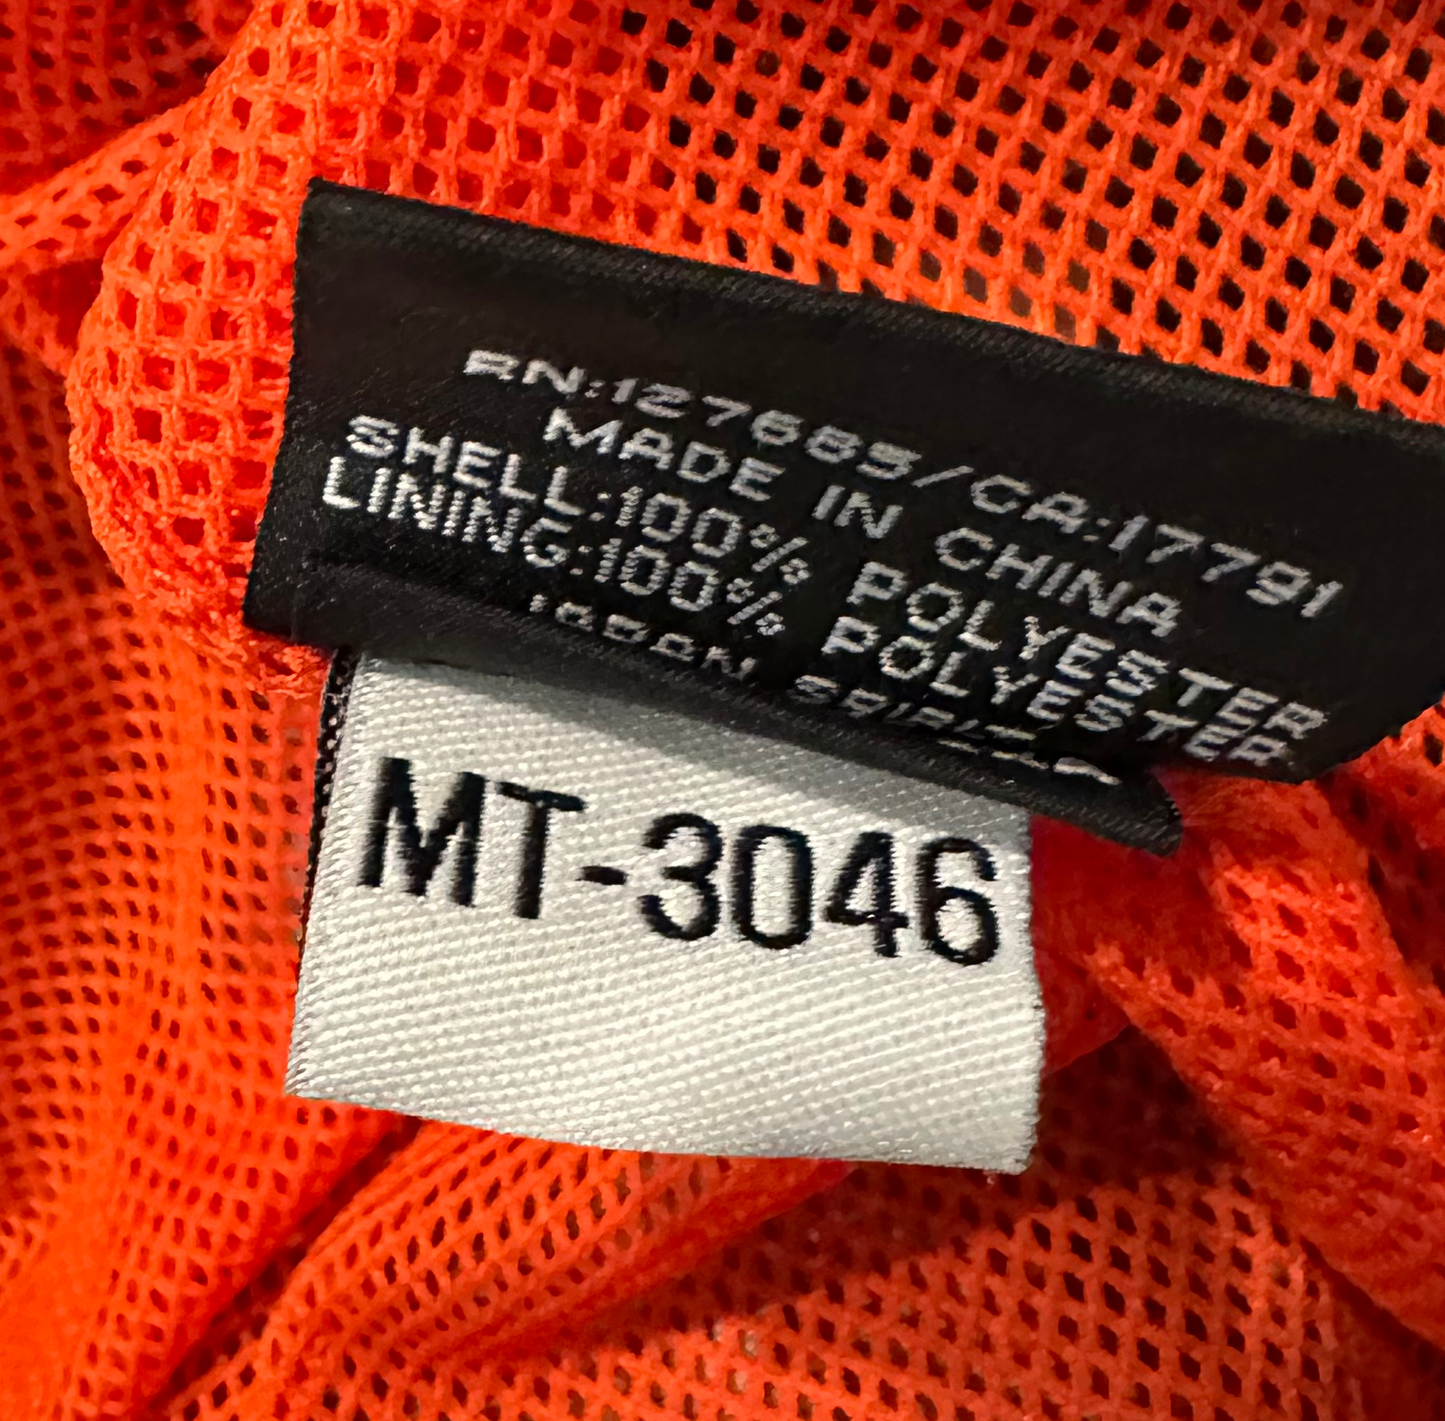 RN:127685/CA:17791
MADE IN CHINA
SHELL:100% POLYESTER
LINING:100% POLYESTER
MT-3046